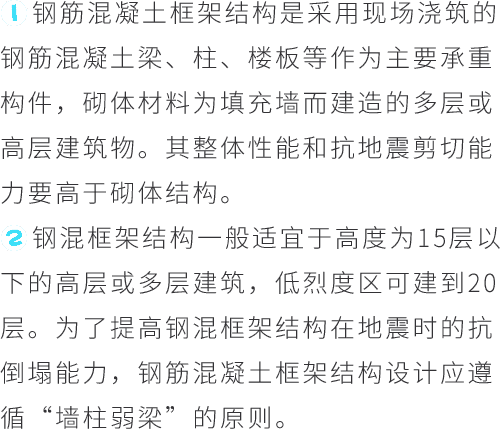 1 钢筋混凝土框架结构是采用现场浇筑的
钢筋混凝土梁、柱、楼板等作为主要承重
构件，砌体材料为填充墙而建造的多层或
高层建筑物。其整体性能和抗地震剪切能
力要高于砌体结构。
2 钢混框架结构一般适宜于高度为15层以
下的高层或多层建筑，低烈度区可建到20
层。为了提高钢混框架结构在地震时的抗
倒塌能力，钢筋混凝土框架结构设计应遵
循“墙柱弱梁”的原则。